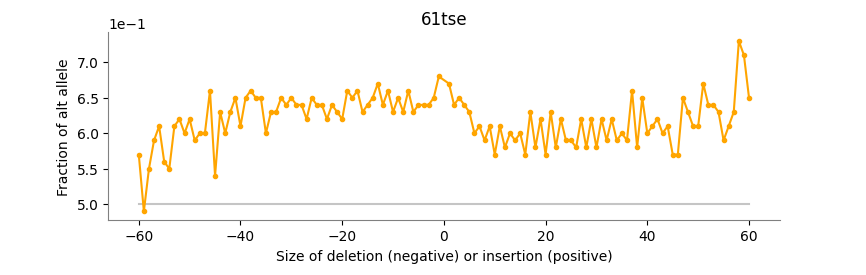 61tse
1e−1
7.0
6.5
6.0
5.5
5.0
Fraction of alt allele
−60 −40 −20 0 20 40 60
Size of deletion (negative) or insertion (positive)